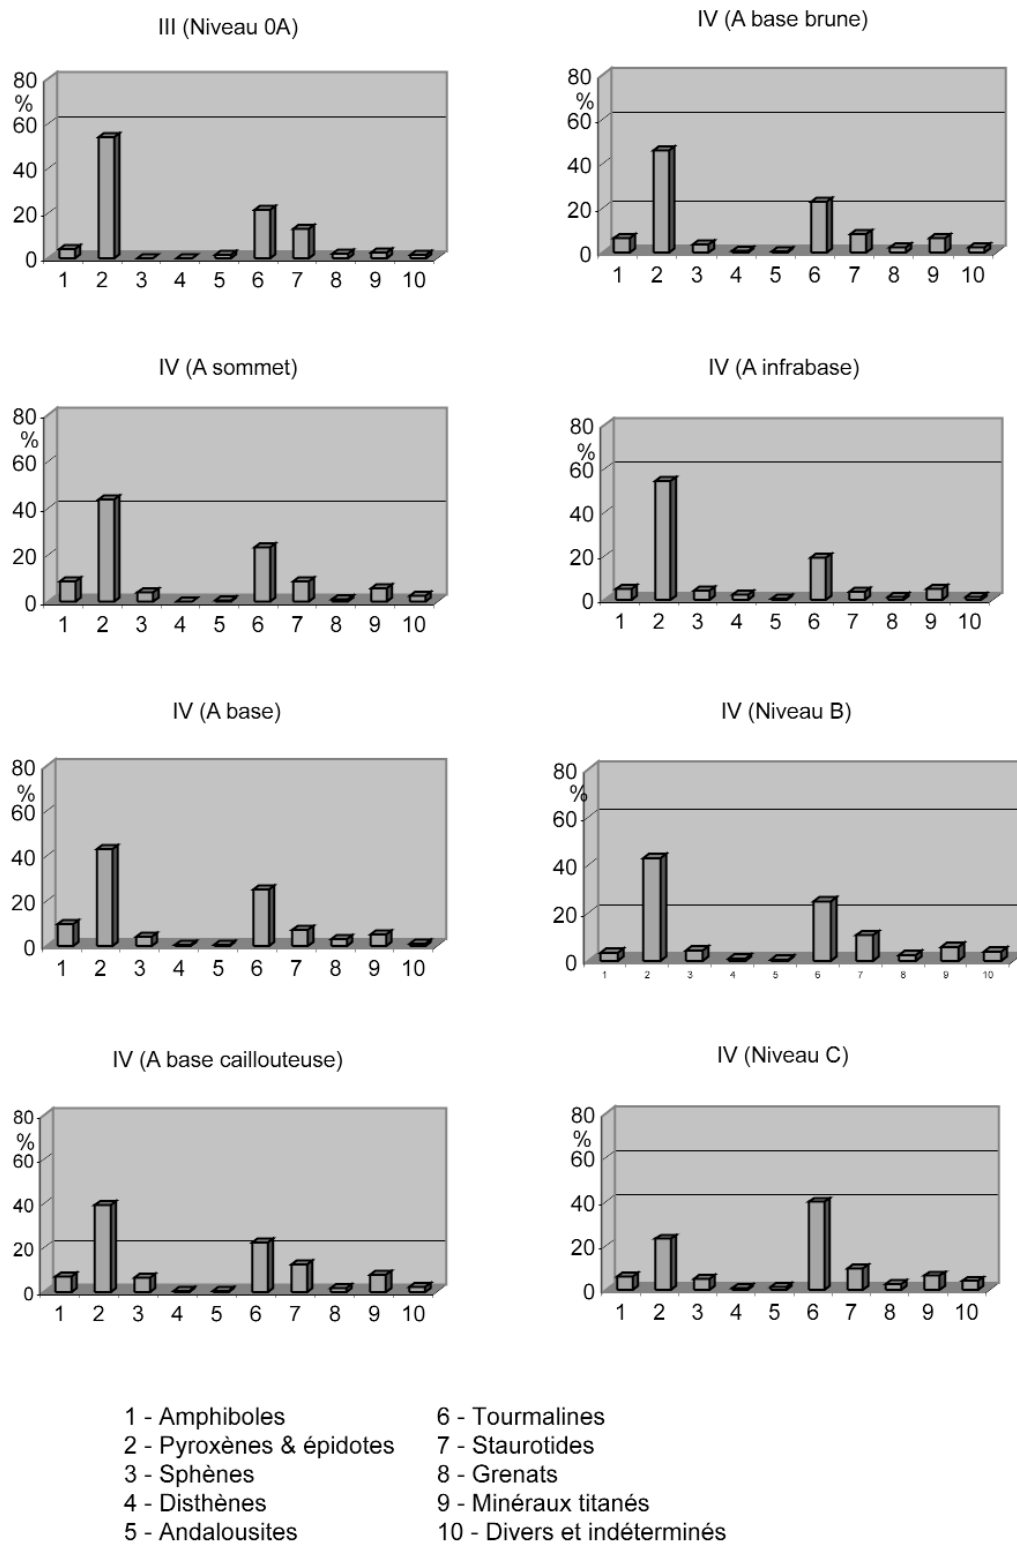 III (Niveau 0A)
80
%
60
40
20
0
1 2 3 4 5 6 7 8 9 10
IV (A base brune)
80
%
60
40
20
0
1 2 3 4 5 6 7 8 9 10
IV (A sommet)
80
%
60
40
20
0
1 2 3 4 5 6 7 8 9 10
IV (A infrabase)
80
%
60
40
20
0
1 2 3 4 5 6 7 8 9 10
IV (A base)
80
%
60
40
20
0
1 2 3 4 5 6 7 8 9 10
IV (Niveau B)
80
%
60
40
20
0
1 2 3 4 5 6 7 8 9 10
IV (A base caillouteuse)
80
%
60
40
20
0
1 2 3 4 5 6 7 8 9 10
IV (Niveau C)
80
%
60
40
20
0
1 2 3 4 5 6 7 8 9 10
1 - Amphiboles
2 - Pyroxènes & épidotes
3 - Sphènes
4 - Disthènes
5 - Andalousites
6 - Tourmalines
7 - Staurotides
8 - Grenats
9 - Minéraux titanés
10 - Divers et indéterminés